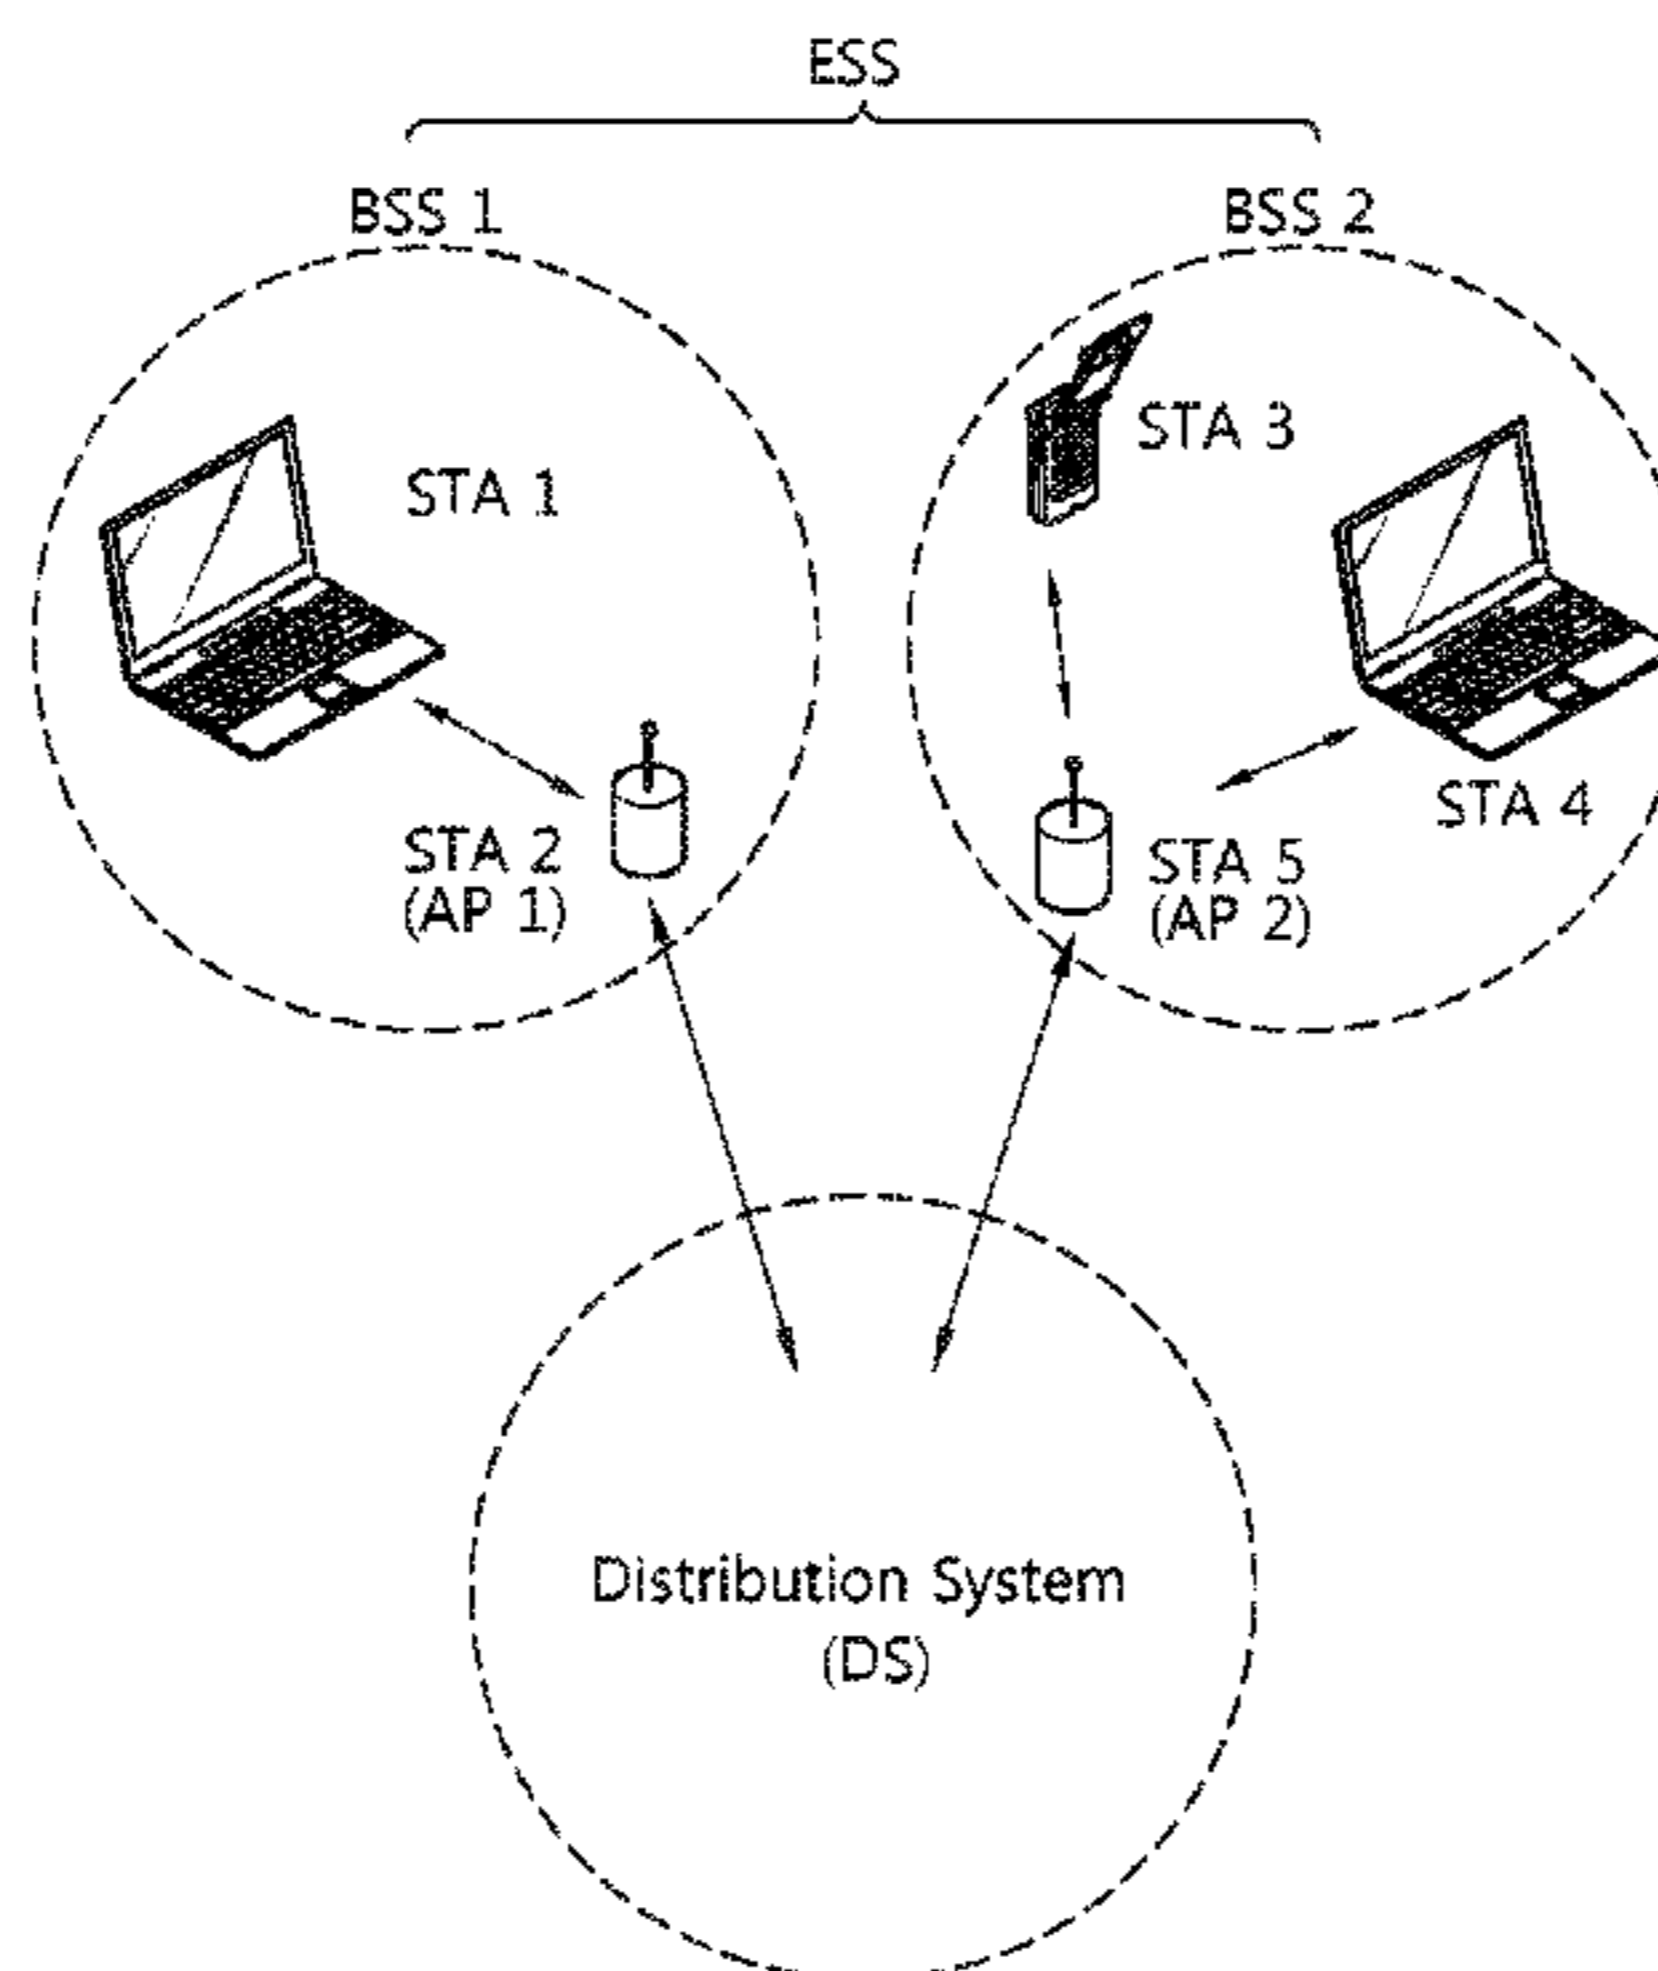 ESS
BSS 1
BSS 2
STA 1
STA 2
(AP 1)
STA 3
STA 4
STA 5
(AP 2)
Distribution System
(DS)